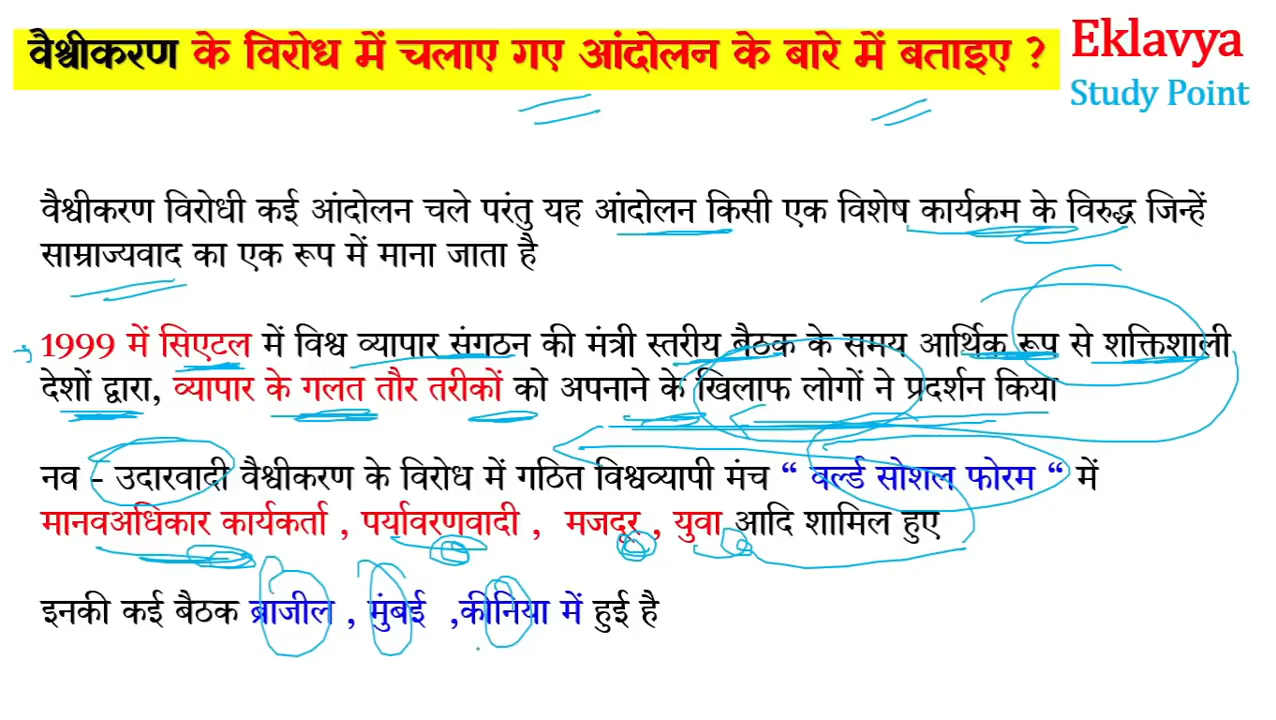 वैश्वीकरण के विरोध में चलाए गए आंदोलन के बारे में बताइए ?
Eklavya
Study Point
वैश्वीकरण विरोधी कई आंदोलन चले परंतु यह आंदोलन किसी एक विशेष कार्यक्रम के विरुद्ध जिन्हें
साम्राज्यवाद का एक रूप में माना जाता है
1999 में सिएटल में विश्व व्यापार संगठन की मंत्री स्तरीय बैठक के समय आर्थिक रूप से शक्तिशाली
देशों द्वारा, व्यापार के गलत तौर तरीकों को अपनाने के खिलाफ लोगों ने प्रदर्शन किया
नव - उदारवादी वैश्वीकरण के विरोध में गठित विश्वव्यापी मंच “ वर्ल्ड सोशल फोरम “ में
मानवअधिकार कार्यकर्ता , पर्यावरणवादी , मजदूर , युवा आदि शामिल हुए
इनकी कई बैठक ब्राजील , मुंबई ,कीनिया में हुई है